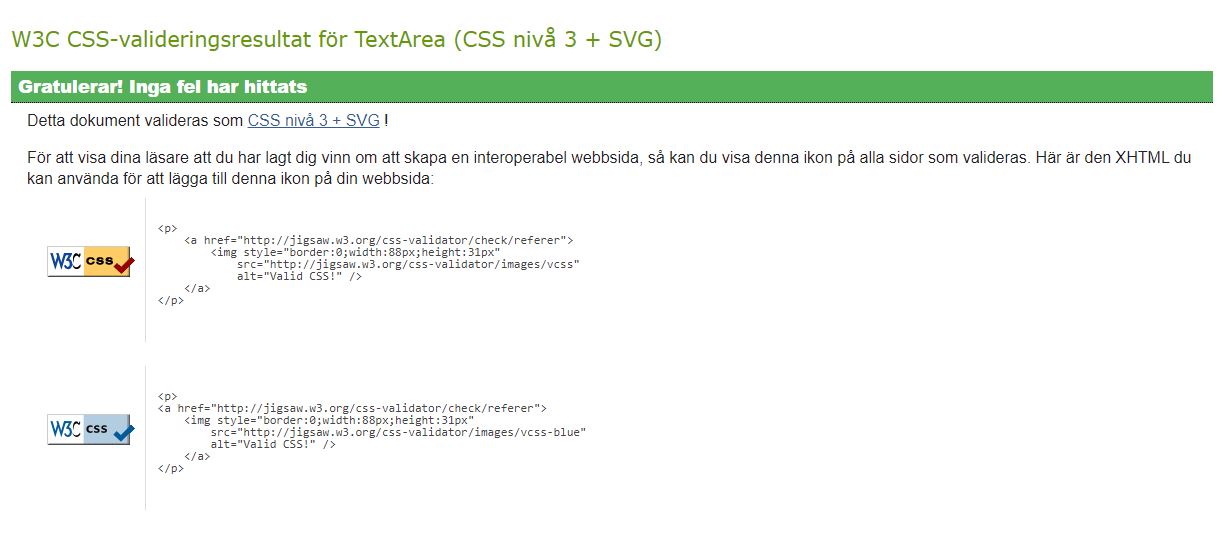 W3C CSS-valideringsresultat för TextArea (CSS nivå 3 + SVG)
Gratulerar! Inga fel har hittats
Detta dokument valideras som CSS nivå 3 + SVG !
För att visa dina läsare att du har lagt dig vinn om att skapa en interoperabel webbsida, så kan du visa denna ikon på alla sidor som valideras. Här är den XHTML du
kan använda för att lägga till denna ikon på din webbsida:
W3C css
<p>
<a href="http://jigsaw.w3.org/css-validator/check/referer">
<img style="border:0;width:88px;height:31px"
src="http://jigsaw.w3.org/css-validator/images/vcss"
alt="Valid CSS!" />
</a>
</p>
W3C css
<p>
<a href="http://jigsaw.w3.org/css-validator/check/referer">
<img style="border:0;width:88px;height:31px"
src="http://jigsaw.w3.org/css-validator/images/vcss-blue"
alt="Valid CSS!" />
</a>
</p>